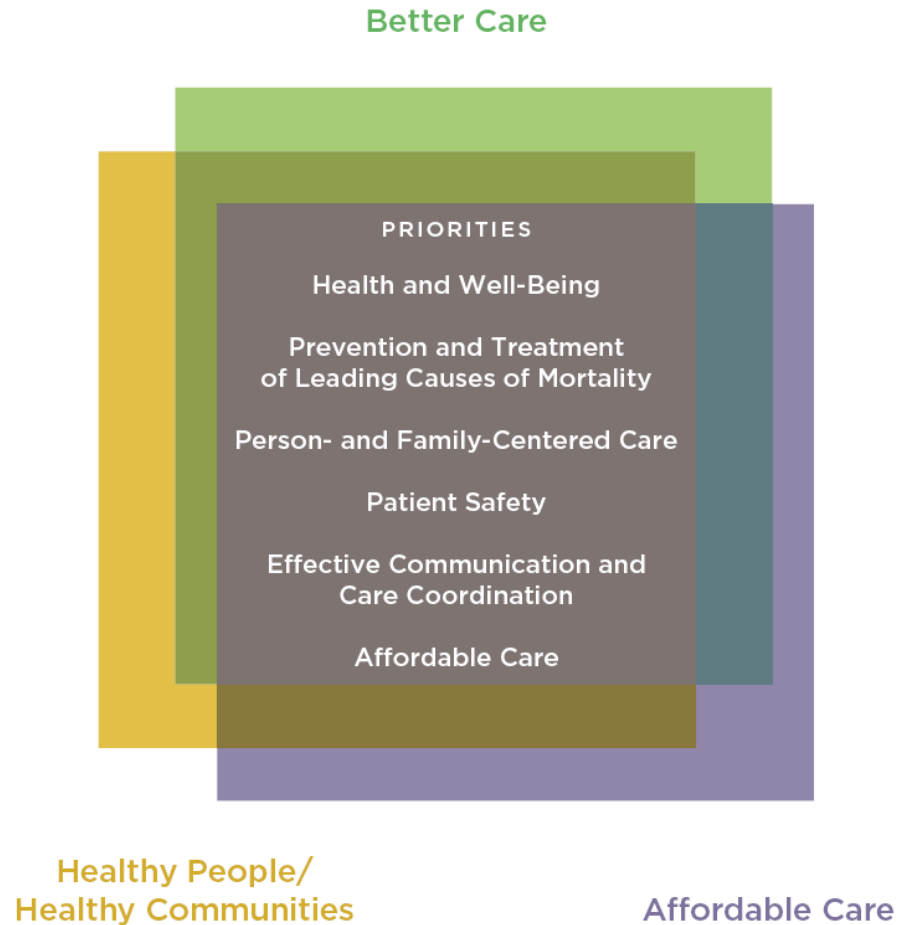 Better Care
PRIORITIES
Health and Well-Being
Prevention and Treatment
of Leading Causes of Mortality
Person- and Family-Centered Care
Patient Safety
Effective Communication and
Care Coordination
Affordable Care
Healthy People/
Healthy Communities
Affordable Care